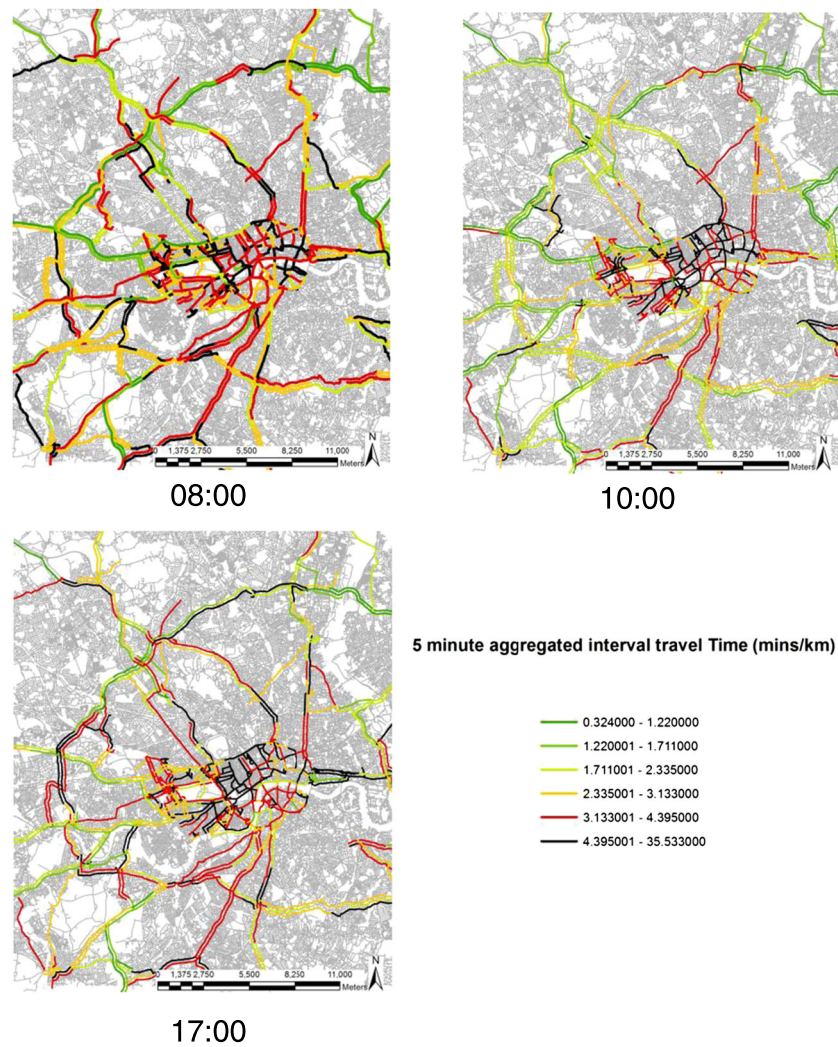 N
0 1,375 2,750 5,500 8,250 11,000
Meters
08:00
N
0 1,375 2,750 5,500 8,250 11,000
Meters
10:00
N
0 1,375 2,750 5,500 8,250 11,000
Meters
17:00
5 minute aggregated interval travel Time (mins/km)
0.324000 - 1.220000
1.220001 - 1.711000
1.711001 - 2.335000
2.335001 - 3.133000
3.133001 - 4.395000
4.395001 - 35.533000